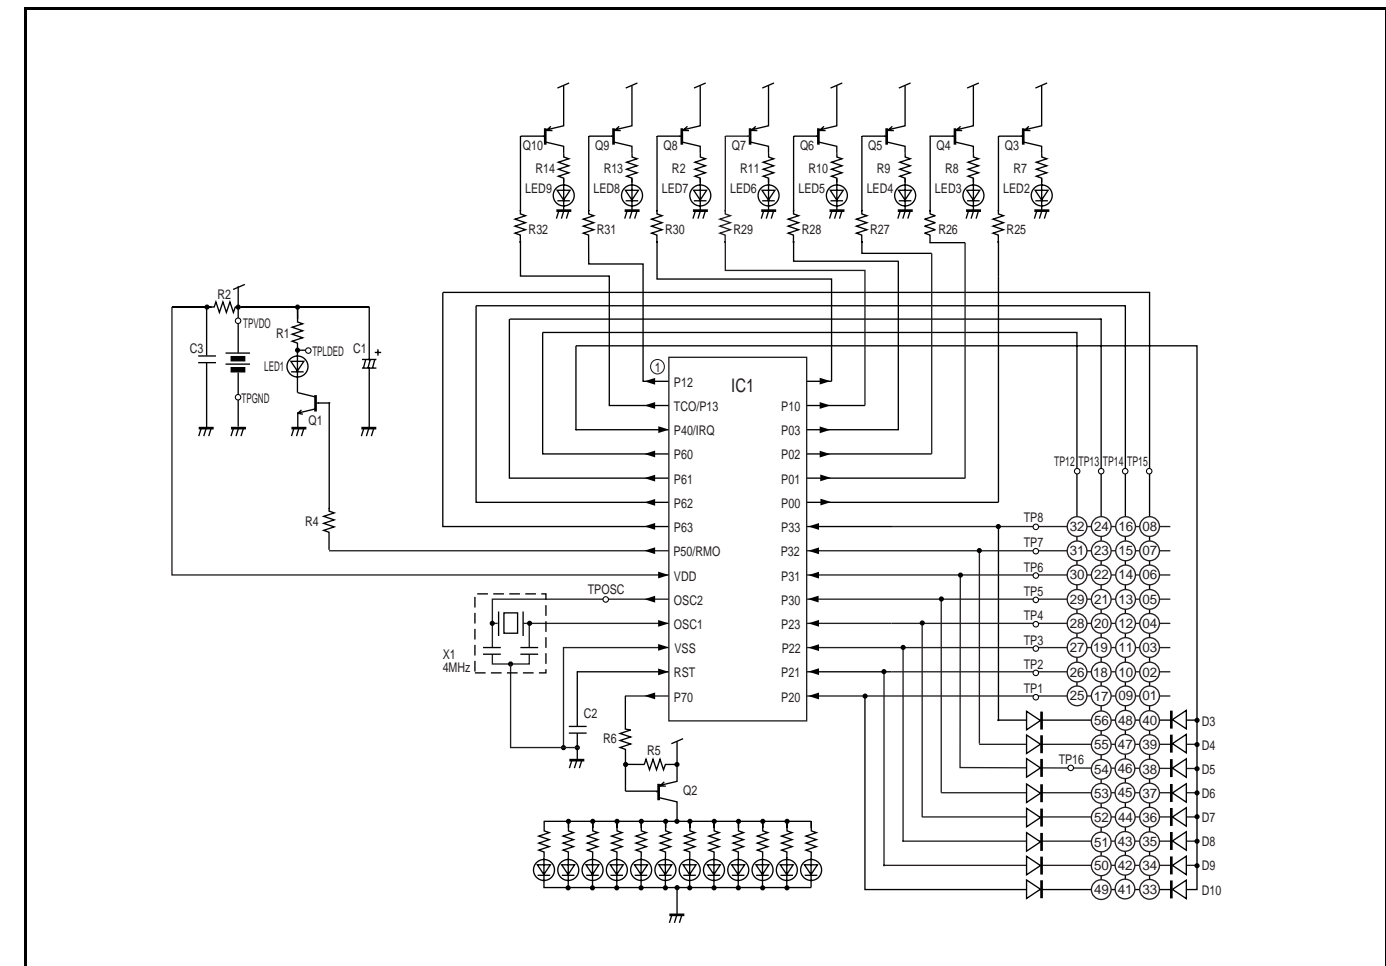 Q10 Q9 Q8 Q7 Q6 Q5 Q4 Q3
R14 R13 R2 R11 R10 R9 R8 R7
LED9 LED8 LED7 LED6 LED5 LED4 LED3 LED2
R32 R31 R30 R29 R28 R27 R26 R25
R2
TPVDO
R1
C3
TPLDED
C1
+
LED1
TPGND
Q1
R4
1
IC1
P12
TCO/P13 P10
P40/IRQ P03
P60 P02
P61 P01
P62 P00
P63 P33
P50/RMO P32
VDD P31
OSC2 P30
OSC1 P23
VSS P22
RST P21
P70 P20
TPOSC
X1
4MHz
C2
R6
R5
Q2
TP12 TP13 TP14 TP15
TP8 32 24 16 08
TP7 31 23 15 07
TP6 30 22 14 06
TP5 29 21 13 05
TP4 28 20 12 04
TP3 27 19 11 03
TP2 26 18 10 02
TP1 25 17 09 01
56 48 40 D3
55 47 39 D4
TP16 54 46 38 D5
53 45 37 D6
52 44 36 D7
51 43 35 D8
50 42 34 D9
49 41 33 D10